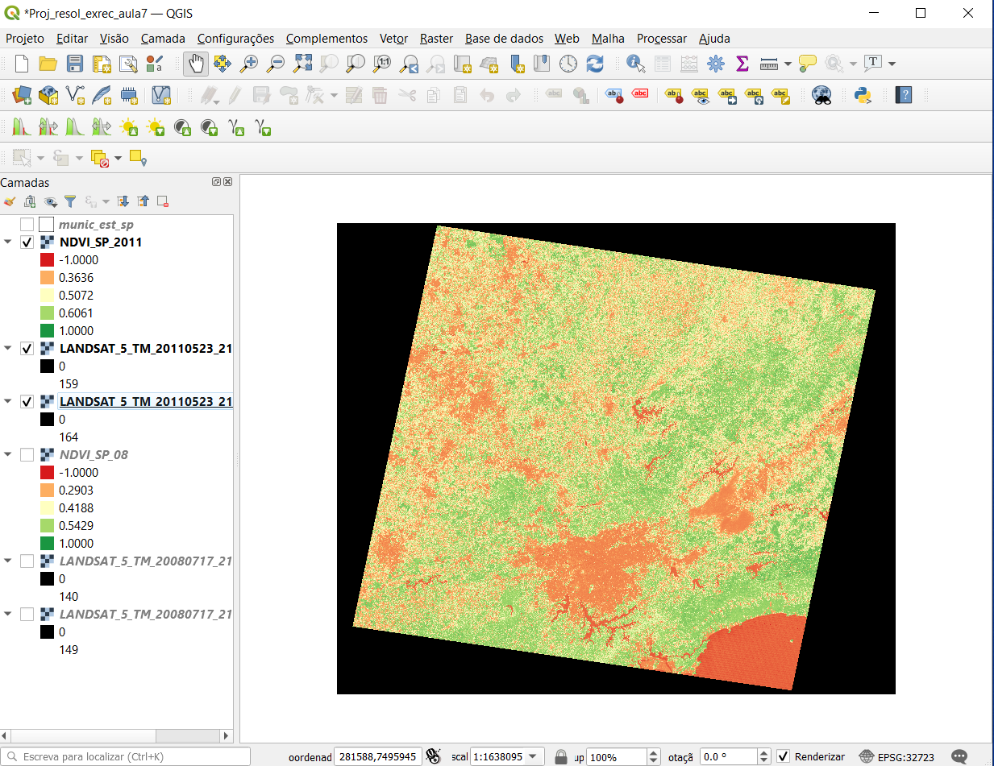 *Proj_resol_exrec_aula7 — QGIS
Projeto Editar Visão Camada Configurações Complementos Vetor Raster Base de dados Web Malha Processar Ajuda
Camadas
munic_est_sp
NDVI_SP_2011
-1.0000
0.3636
0.5072
0.6061
1.0000
LANDSAT_5_TM_20110523_21
0
159
LANDSAT_5_TM_20110523_21
0
164
NDVI_SP_08
-1.0000
0.2903
0.4188
0.5429
1.0000
LANDSAT_5_TM_20080717_21
0
140
LANDSAT_5_TM_20080717_21
0
149
Escreva para localizar (Ctrl+K) oordenad 281588,7495945 scal 1:1638095 up 100% otaçã 0.0 ° Renderizar EPSG:32723